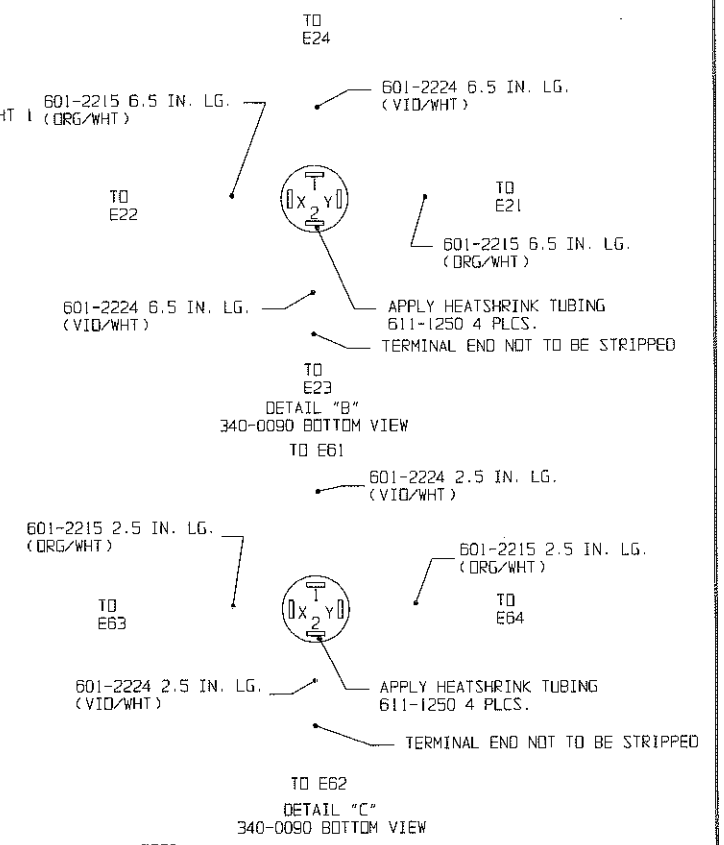 TO
E24
601-2215 6.5 IN. LG.
(ORG/WHT)
HT 1
601-2224 6.5 IN. LG.
(VIO/WHT)
TO
E22
1
X Y
2
TO
E21
601-2215 6.5 IN. LG.
(ORG/WHT)
601-2224 6.5 IN. LG.
(VIO/WHT)
APPLY HEATSHRINK TUBING
611-1250 4 PLCS.
TERMINAL END NOT TO BE STRIPPED
TO
E23
DETAIL "B"
340-0090 BOTTOM VIEW
TO E61
601-2224 2.5 IN. LG.
(VIO/WHT)
601-2215 2.5 IN. LG.
(ORG/WHT)
601-2215 2.5 IN. LG.
(ORG/WHT)
TO
E63
1
X Y
2
TO
E64
601-2224 2.5 IN. LG.
(VIO/WHT)
APPLY HEATSHRINK TUBING
611-1250 4 PLCS.
TERMINAL END NOT TO BE STRIPPED
TO E62
DETAIL "C"
340-0090 BOTTOM VIEW